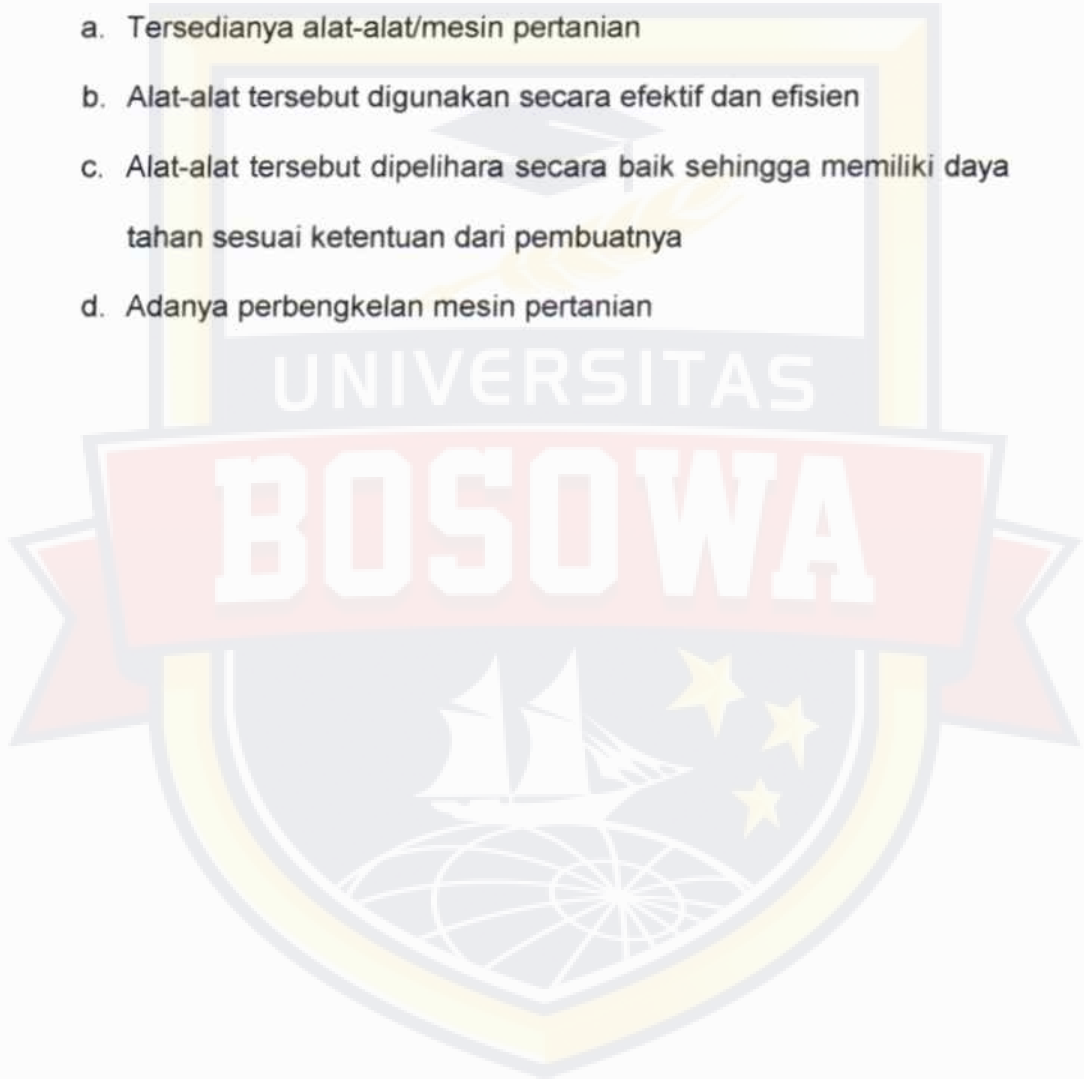 a. Tersedianya alat-alat/mesin pertanian
b. Alat-alat tersebut digunakan secara efektif dan efisien
c. Alat-alat tersebut dipelihara secara baik sehingga memiliki daya
tahan sesuai ketentuan dari pembuatnya
d. Adanya perbengkelan mesin pertanian
UNIVERSITAS
BOSOWA